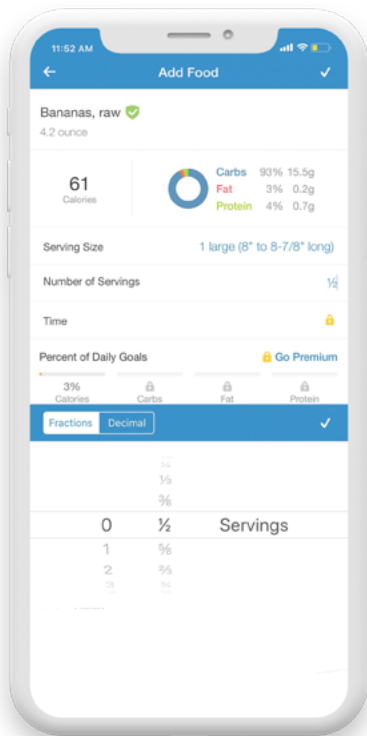 11:52 AM
Add Food
Bananas, raw
4.2 ounce
61
Calories
Carbs 93% 15.5g
Fat 3% 0.2g
Protein 4% 0.7g
Serving Size 1 large (8" to 8-7/8" long)
Number of Servings ½
Time
Percent of Daily Goals Go Premium
3%
Calories Carbs Fat Protein
Fractions Decimal
⅓
⅜
0 ½ Servings
1 ⅝
2 ⅔
3